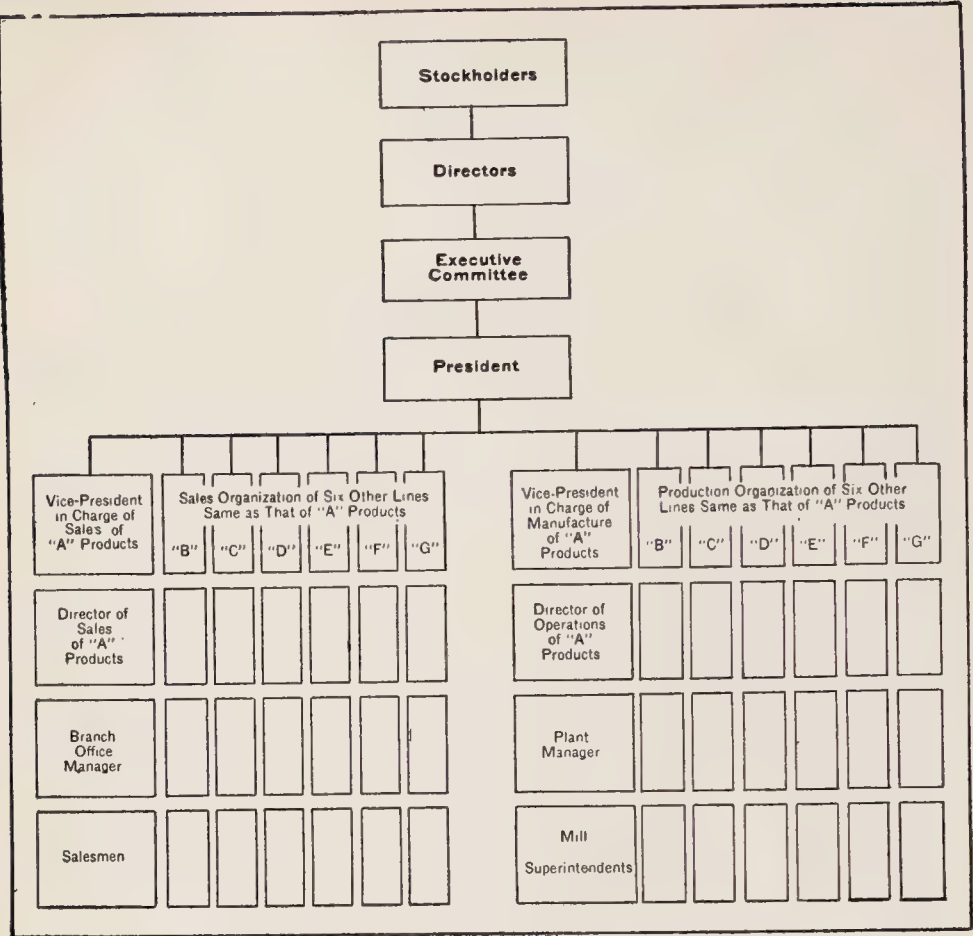 Stockholders
Directors
Executive
Committee
President
Vice-President
in Charge of
Sales of
"A" Products
Sales Organization of Six Other Lines
Same as That of "A" Products
"B" "C" "D" "E" "F" "G"
Director of
Sales
of "A"
Products
Branch
Office
Manager
Salesmen
Vice-President
in Charge of
Manufacture
of "A"
Products
Production Organization of Six Other
Lines Same as That of "A" Products
"B" "C" "D" "E" "F" "G"
Director of
Operations
of "A"
Products
Plant
Manager
Mill
Superintendents